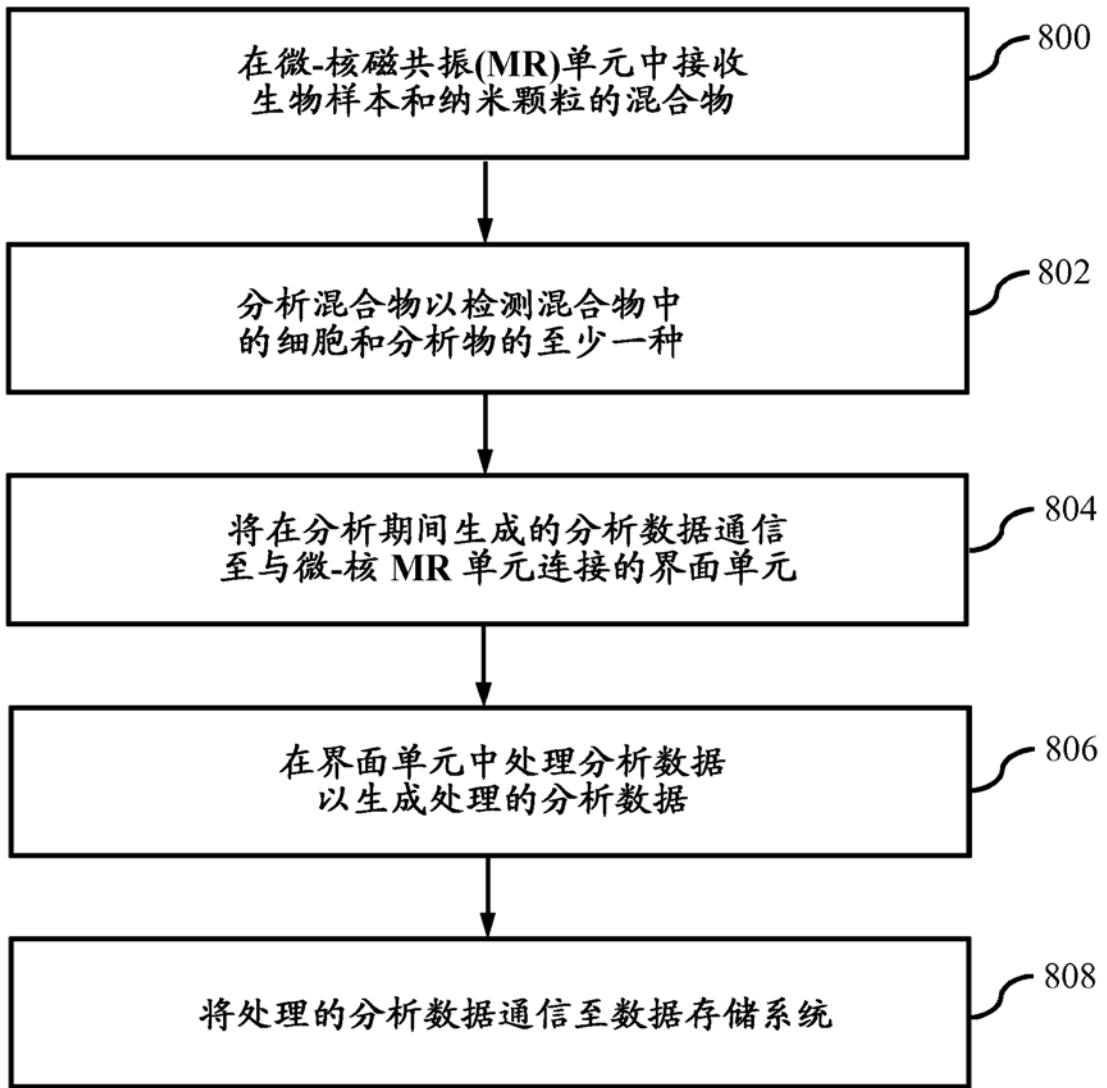 在微-核磁共振(MR)单元中接收
生物样本和纳米颗粒的混合物
800
分析混合物以检测混合物中
的细胞和分析物的至少一种
802
将在分析期间生成的分析数据通信
至与微-核 MR 单元连接的界面单元
804
在界面单元中处理分析数据
以生成处理的分析数据
806
将处理的分析数据通信至数据存储系统
808